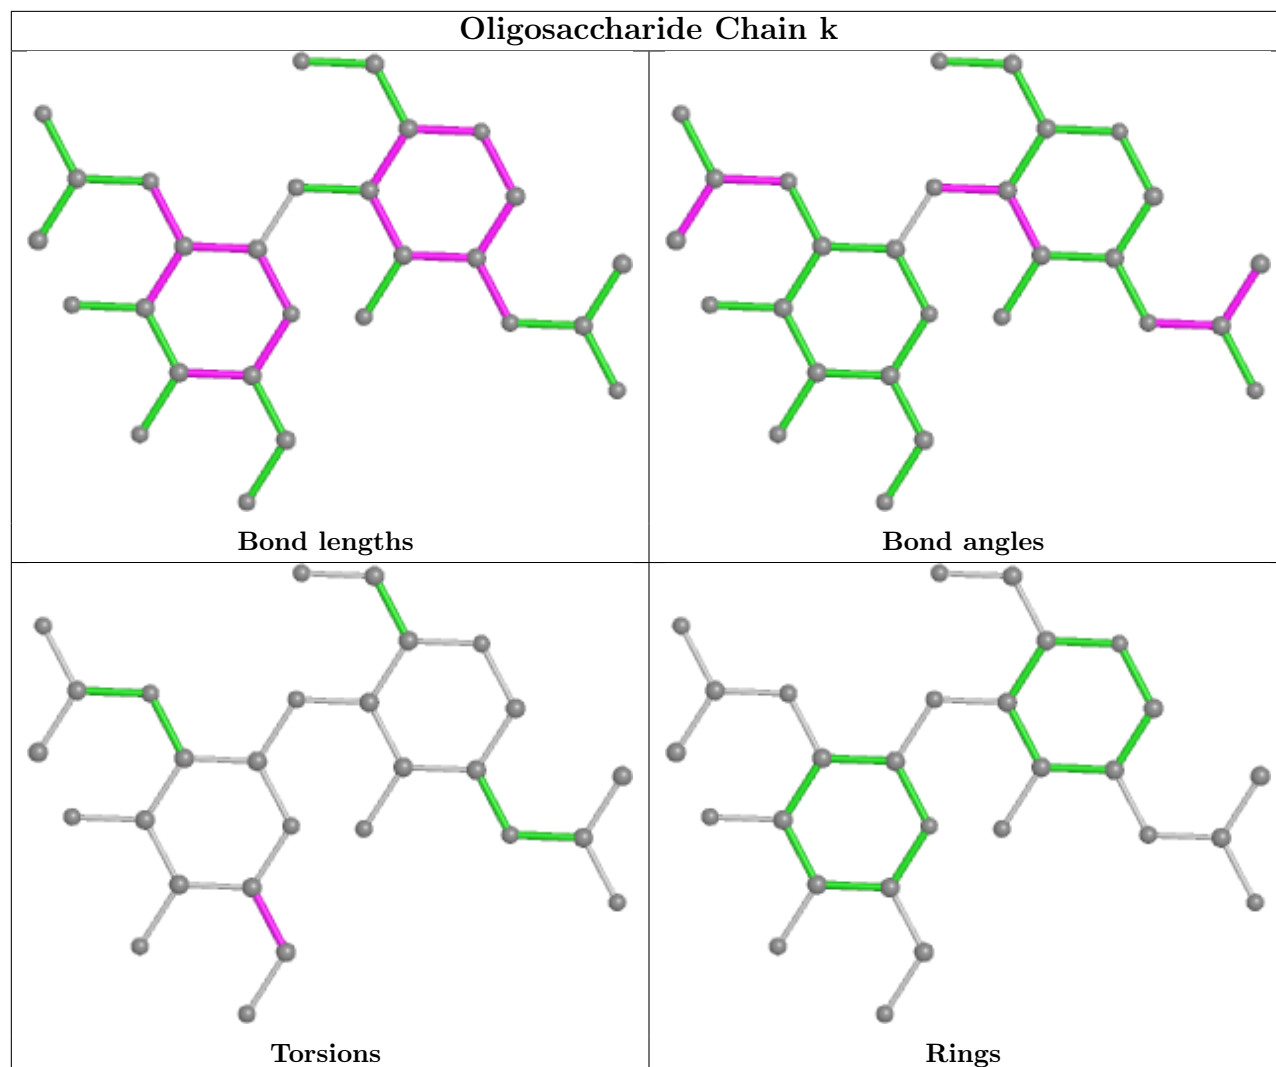 Oligosaccharide Chain k
Bond lengths
Bond angles
Torsions
Rings